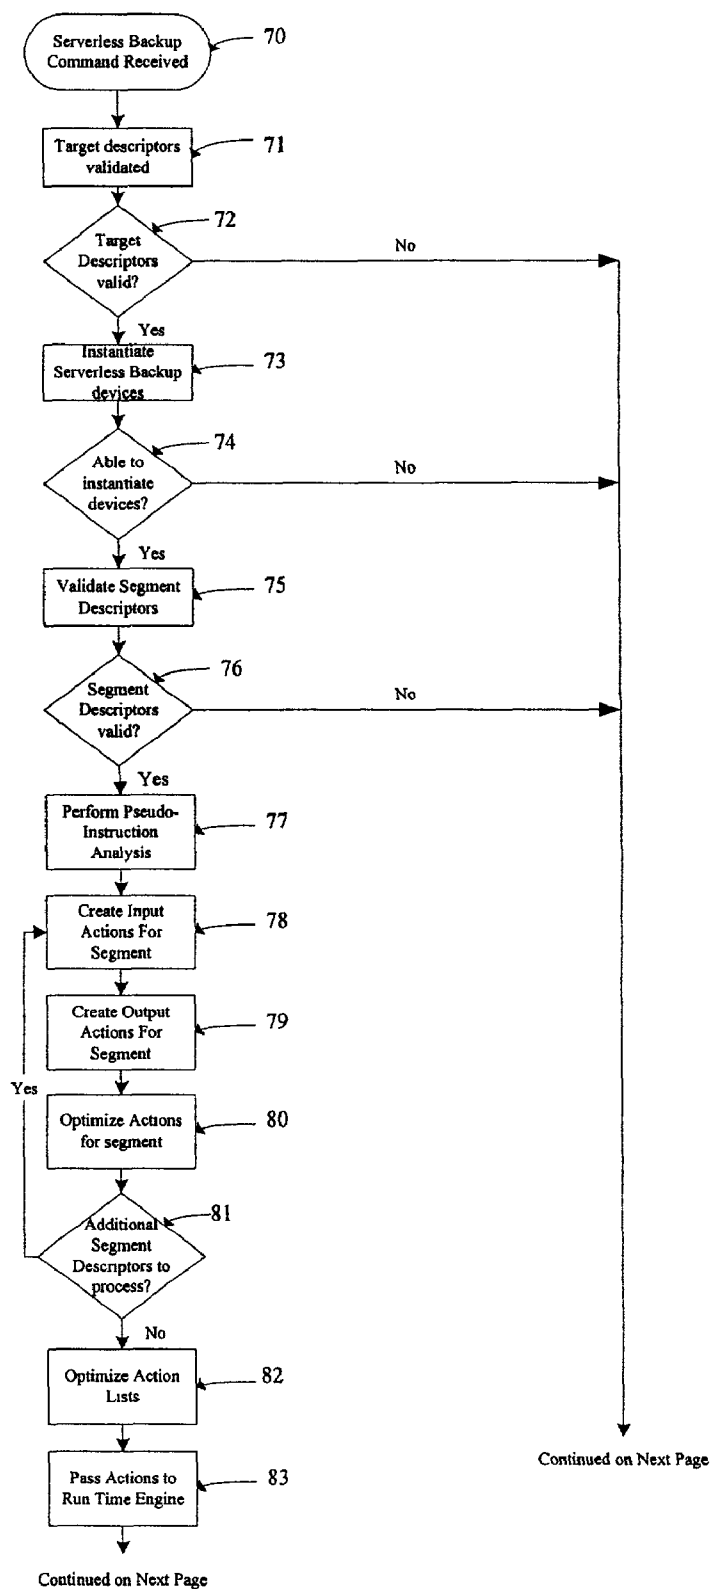 Serverless Backup
Command Received
70
Target descriptors
validated
71
72
Target
Descriptors
valid?
No
Yes
Instantiate
Serverless Backup
devices
73
74
Able to
instantiate
devices?
No
Yes
Validate Segment
Descriptors
75
76
Segment
Descriptors
valid?
No
Yes
Perform Pseudo-
Instruction
Analysis
77
Create Input
Actions For
Segment
78
Create Output
Actions For
Segment
79
Yes
Optimize Actions
for segment
80
81
Additional
Segment
Descriptors to
process?
No
Optimize Action
Lists
82
Pass Actions to
Run Time Engine
83
Continued on Next Page
Continued on Next Page